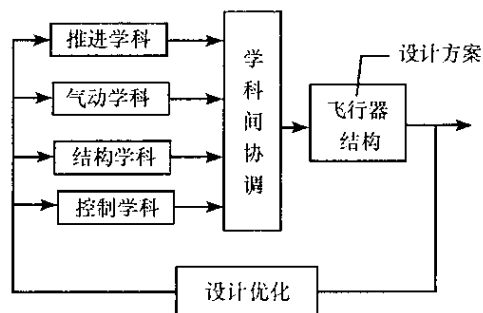 推进学科
气动学科
结构学科
控制学科
学科间协调
设计方案
飞行器
结构
设计优化